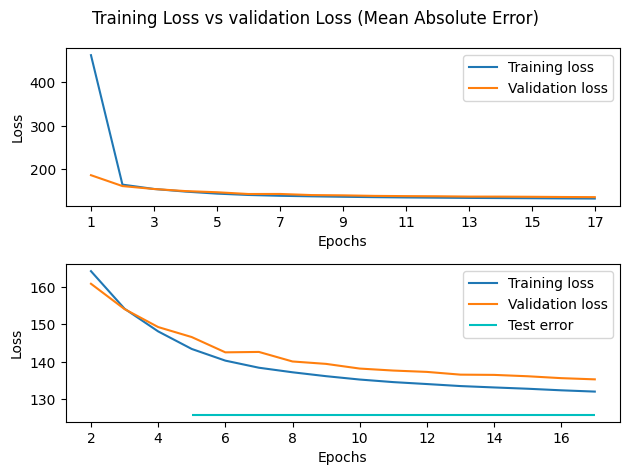 Training Loss vs validation Loss (Mean Absolute Error)
400
300
200
Loss
Training loss
Validation loss
1 3 5 7 9 11 13 15 17
Epochs
160
150
140
130
Loss
Training loss
Validation loss
Test error
2 4 6 8 10 12 14 16
Epochs